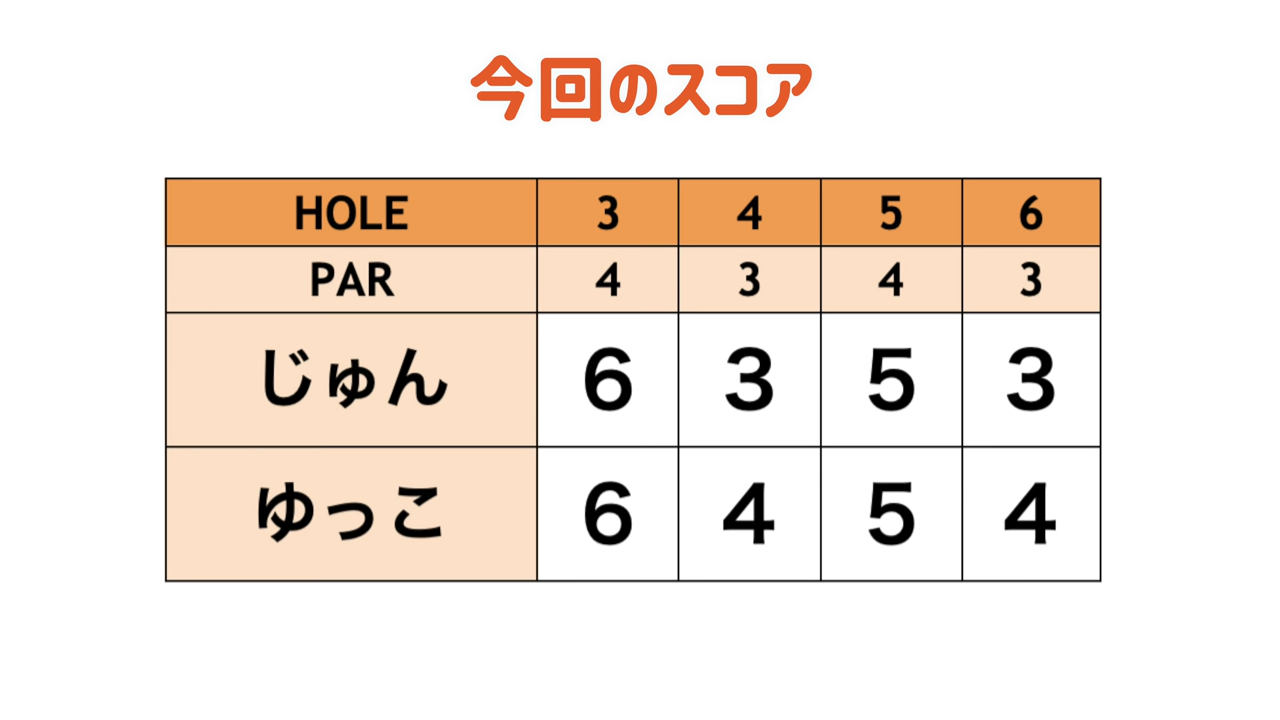 今回のスコア
HOLE 3 4 5 6
PAR 4 3 4 3
じゅん 6 3 5 3
ゆっこ 6 4 5 4